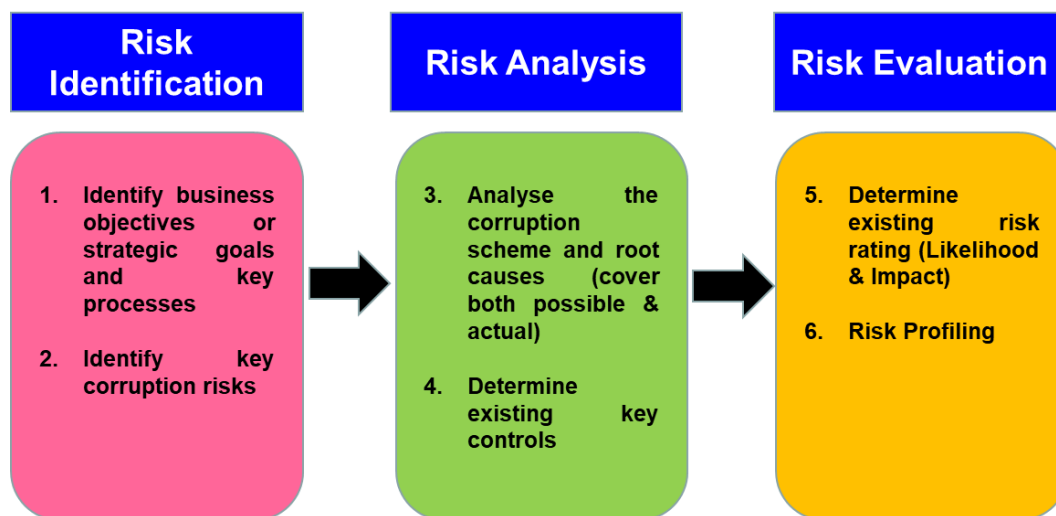 Risk
Identification
Risk Analysis
Risk Evaluation
1. Identify business
objectives or
strategic goals
and key
processes
2. Identify key
corruption risks
3. Analyse the
corruption
scheme and root
causes (cover
both possible &
actual)
4. Determine
existing key
controls
5. Determine
existing risk
rating (Likelihood
& Impact)
6. Risk Profiling